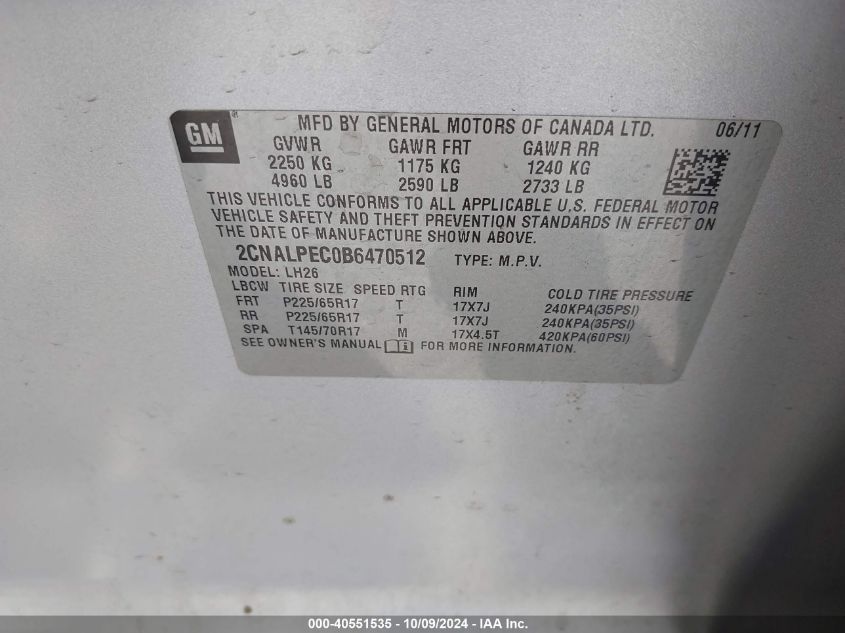 GM ® MFD BY GENERAL MOTORS OF CANADA LTD. 06/11
GVWR GAWR FRT GAWR RR
2250 KG 1175 KG 1240 KG
4960 LB 2590 LB 2733 LB
THIS VEHICLE CONFORMS TO ALL APPLICABLE U.S. FEDERAL MOTOR
VEHICLE SAFETY AND THEFT PREVENTION STANDARDS IN EFFECT ON
THE DATE OF MANUFACTURE SHOWN ABOVE.
2CNALPEC0B6470512 TYPE: M.P.V.
MODEL: LH26
LBCW TIRE SIZE SPEED RTG RIM COLD TIRE PRESSURE
FRT P225/65R17 T 17X7J 240KPA(35PSI)
RR P225/65R17 T 17X7J 240KPA(35PSI)
SPA T145/70R17 M 17X4.5T 420KPA(60PSI)
SEE OWNER'S MANUAL FOR MORE INFORMATION.
000-40551535 - 10/09/2024 - IAA Inc.